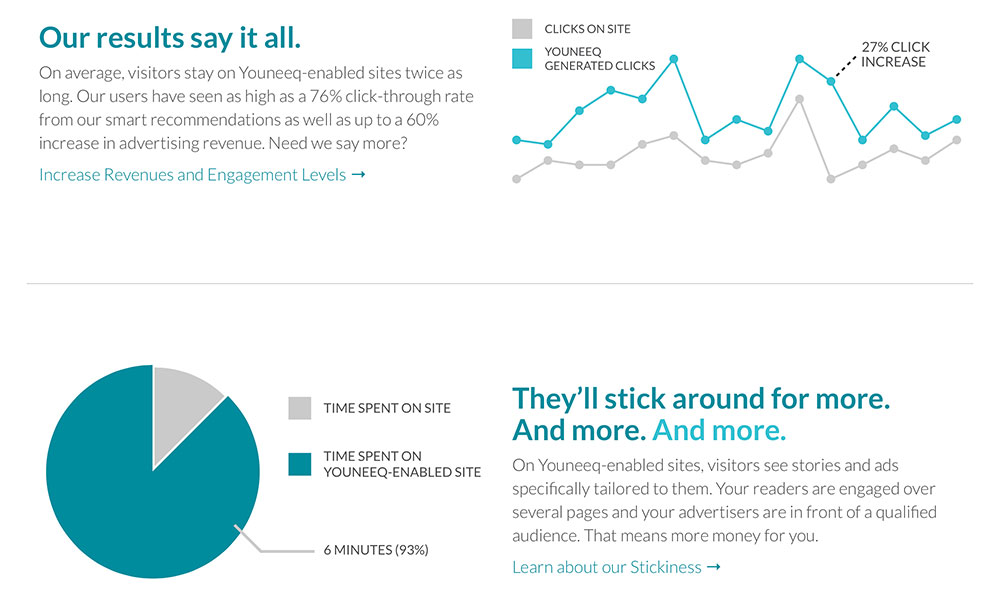 Our results say it all.
On average, visitors stay on Youneeq-enabled sites twice as
long. Our users have seen as high as a 76% click-through rate
from our smart recommendations as well as up to a 60%
increase in advertising revenue. Need we say more?
Increase Revenues and Engagement Levels →
CLICKS ON SITE
YOUNEEQ
GENERATED CLICKS
27% CLICK
INCREASE
TIME SPENT ON SITE
TIME SPENT ON
YOUNEEQ-ENABLED SITE
6 MINUTES (93%)
They’ll stick around for more.
And more. And more.
On Youneeq-enabled sites, visitors see stories and ads
specifically tailored to them. Your readers are engaged over
several pages and your advertisers are in front of a qualified
audience. That means more money for you.
Learn about our Stickiness →